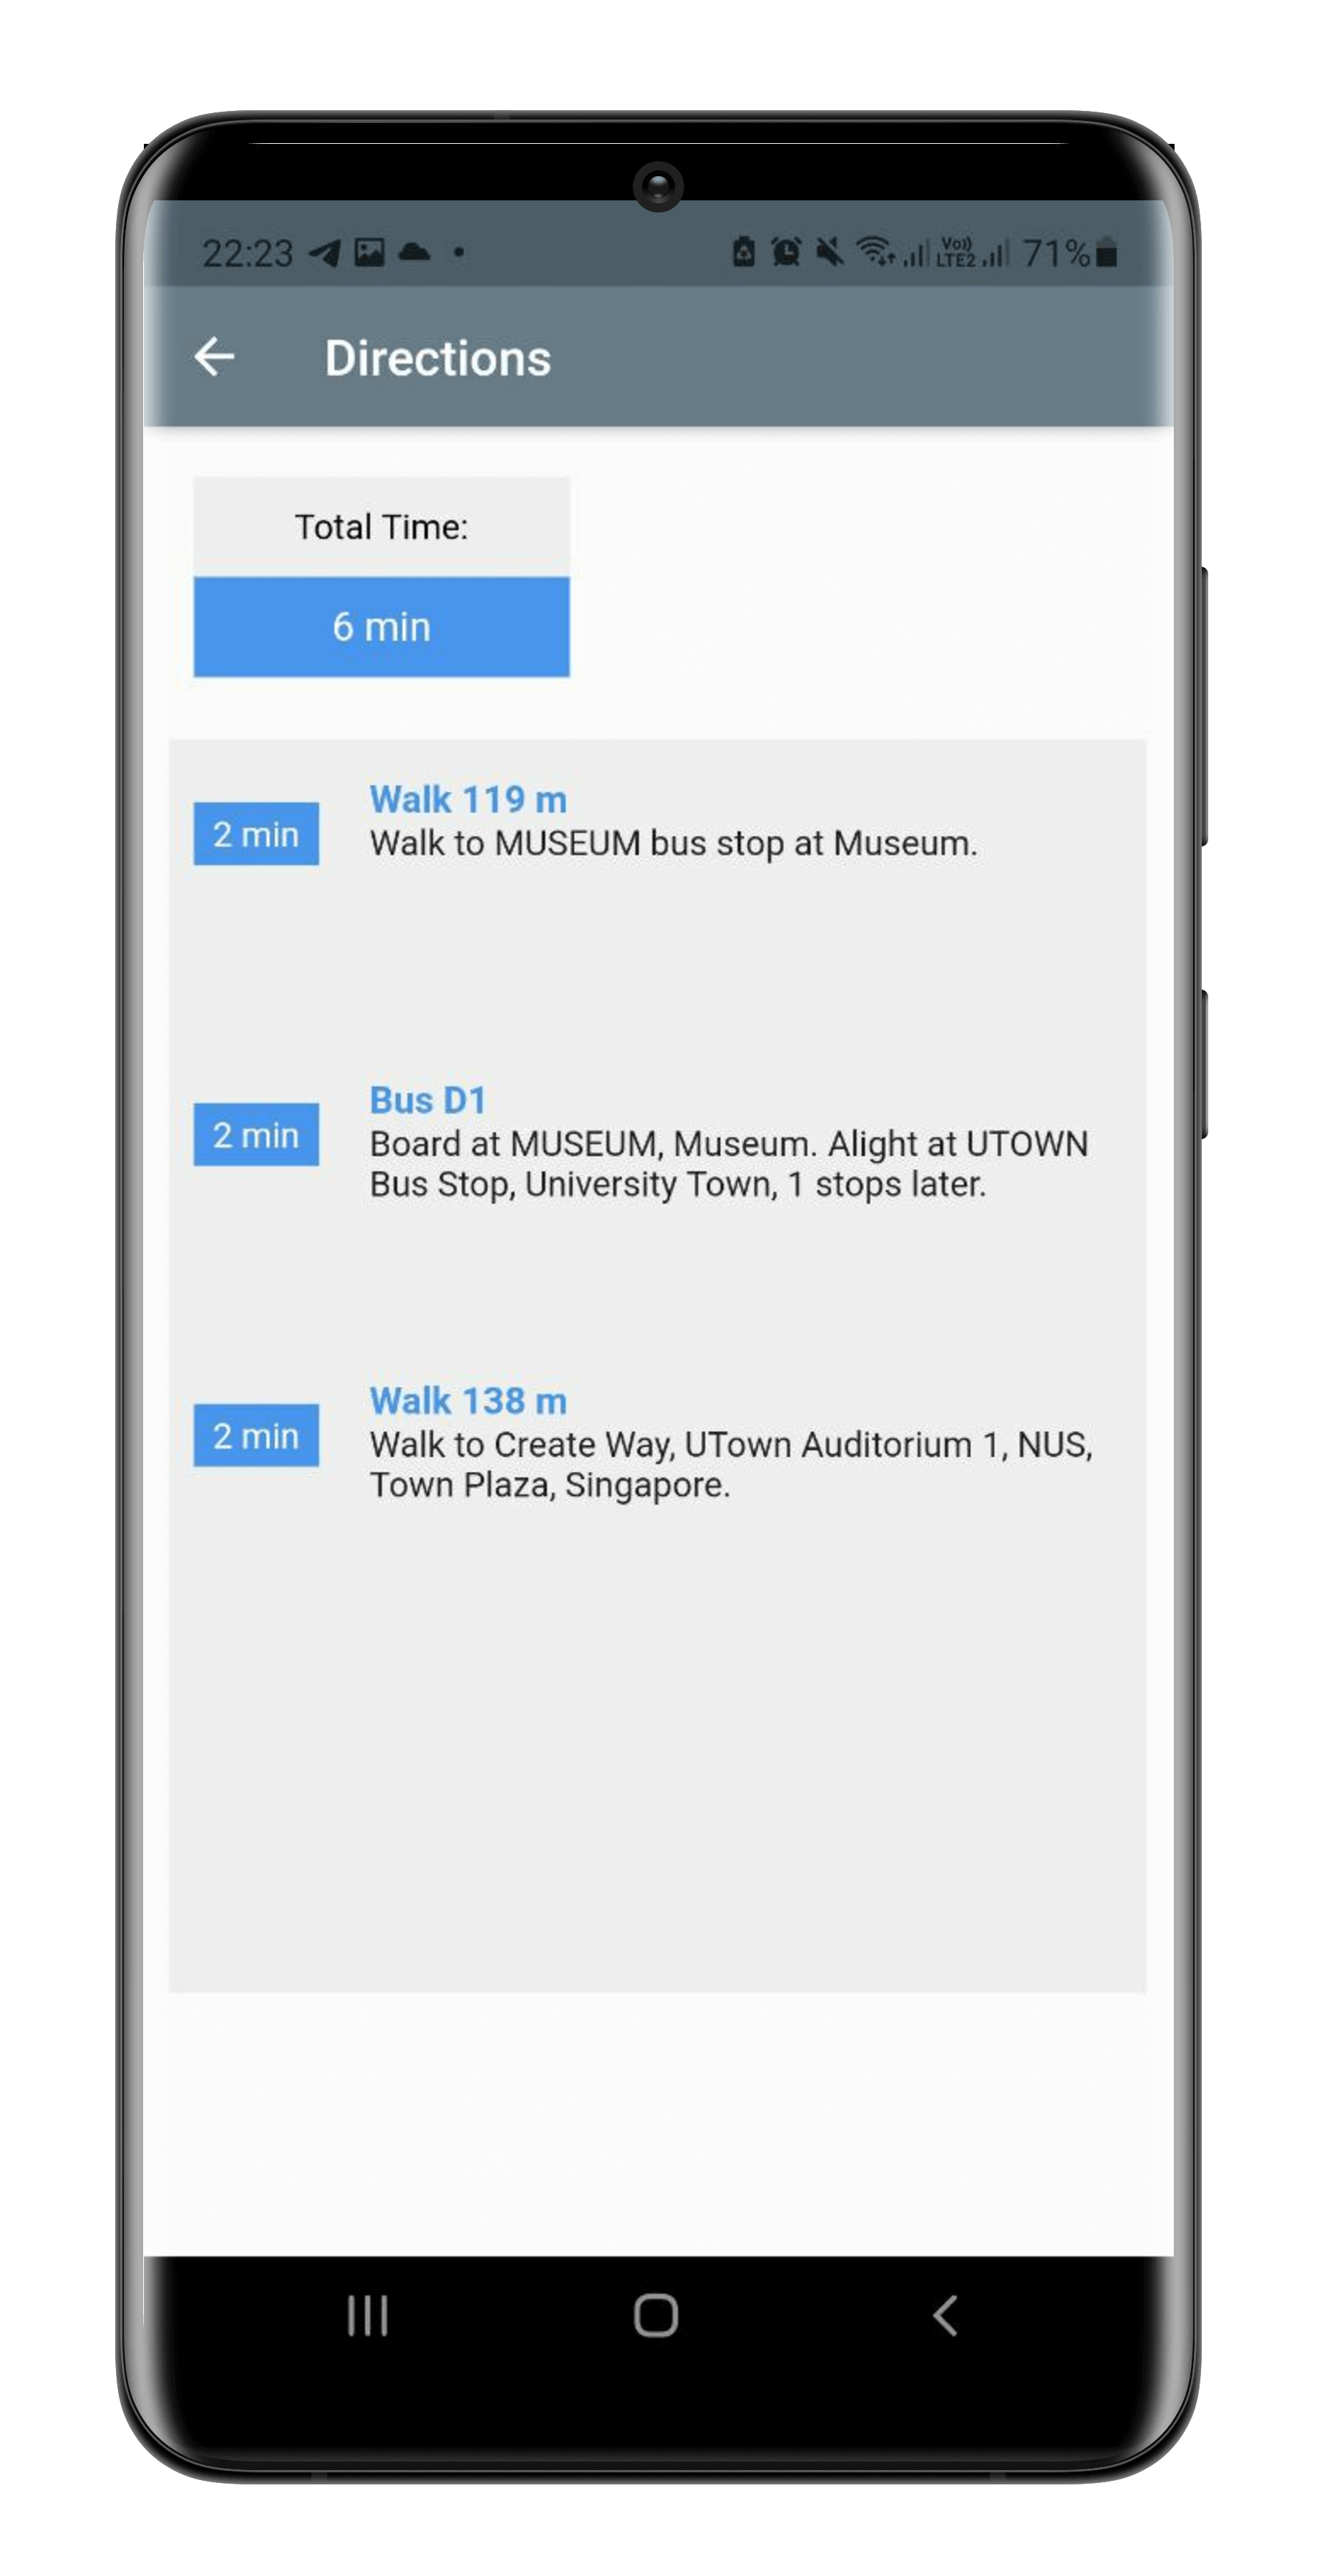 22:23
Vo))
LTE2
71%
Directions
Total Time:
6 min
2 min
Walk 119 m
Walk to MUSEUM bus stop at Museum.
2 min
Bus D1
Board at MUSEUM, Museum. Alight at UTOWN
Bus Stop, University Town, 1 stops later.
2 min
Walk 138 m
Walk to Create Way, UTown Auditorium 1, NUS,
Town Plaza, Singapore.